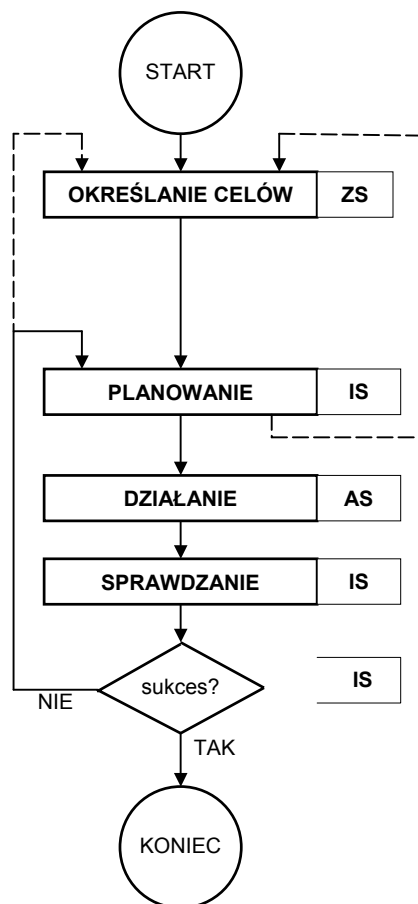 START
OKREŚLANIE CELÓW ZS
PLANOWANIE IS
DZIAŁANIE AS
SPRAWDZANIE IS
sukces? IS
NIE
TAK
KONIEC